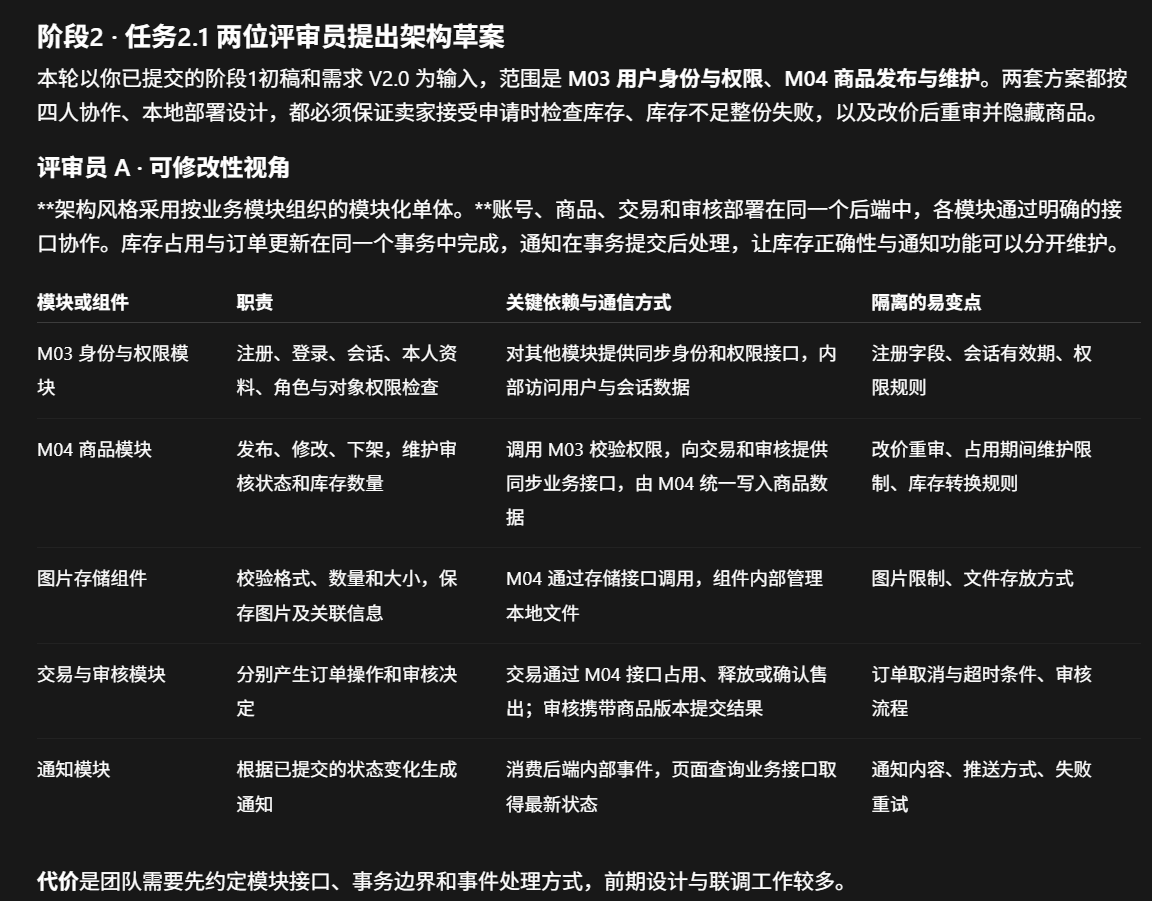 阶段2 · 任务2.1 两位评审员提出架构草案
本轮以你已提交的阶段1初稿和需求 V2.0 为输入，范围是 M03 用户身份与权限、M04 商品发布与维护。两套方案都按
四人协作、本地部署设计，都必须保证卖家接受申请时检查库存、库存不足整份失败，以及改价后重审并隐藏商品。
评审员 A · 可修改性视角
**架构风格采用按业务模块组织的模块化单体。**账号、商品、交易和审核部署在同一个后端中，各模块通过明确的接
口协作。库存占用与订单更新在同一个事务中完成，通知在事务提交后处理，让库存正确性与通知功能可以分开维护。
模块或组件 职责 关键依赖与通信方式 隔离的易变点
M03 身份与权限模 注册、登录、会话、本人资 对其他模块提供同步身份和权限接口，内 注册字段、会话有效期、权
块 料、角色与对象权限检查 部访问用户与会话数据 限规则
M04 商品模块 发布、修改、下架，维护审 调用 M03 校验权限，向交易和审核提供 改价重审、占用期间维护限
核状态和库存数量 同步业务接口，由 M04 统一写入商品数 制、库存转换规则
据
图片存储组件 校验格式、数量和大小，保 M04 通过存储接口调用，组件内部管理 图片限制、文件存放方式
存图片及关联信息 本地文件
交易与审核模块 分别产生订单操作和审核决 交易通过 M04 接口占用、释放或确认售 订单取消与超时条件、审核
定 出；审核携带商品版本提交结果 流程
通知模块 根据已提交的状态变化生成 消费后端内部事件，页面查询业务接口取 通知内容、推送方式、失败
通知 得最新状态 重试
代价是团队需要先约定模块接口、事务边界和事件处理方式，前期设计与联调工作较多。